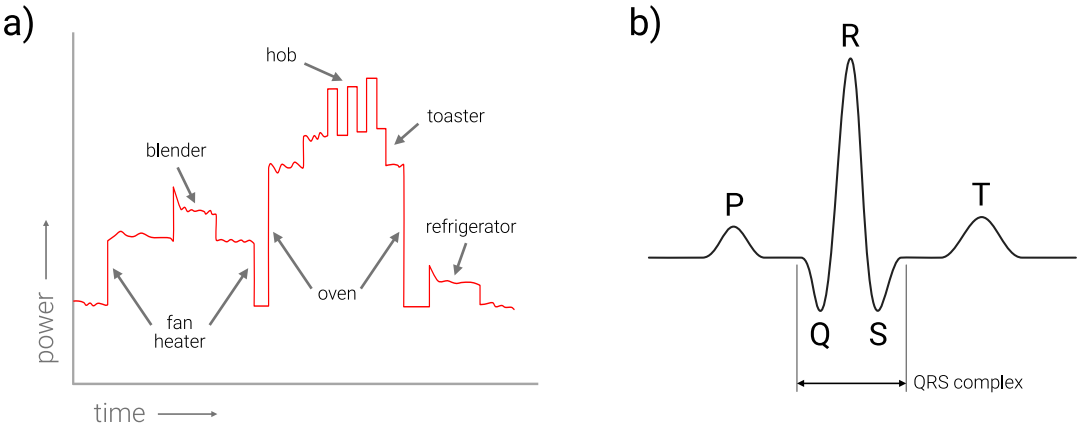 a)
hob
toaster
blender
refrigerator
oven
fan
heater
power
time
b)
R
P
T
Q
S
QRS complex